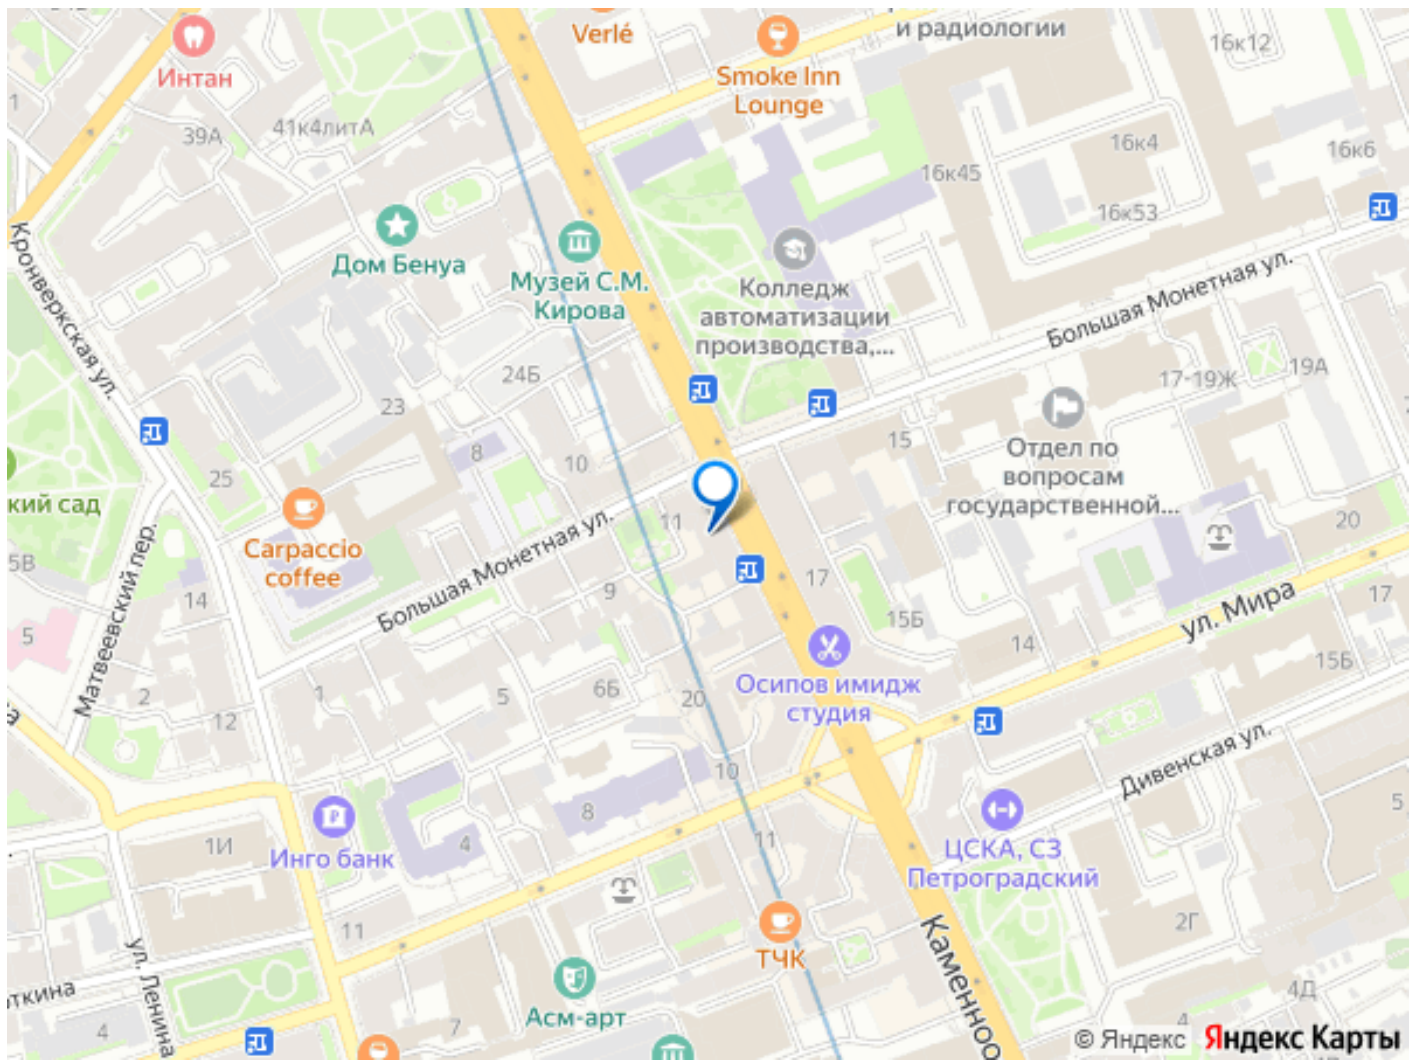 Verlé
и радиологии
16к12
Интан
Smoke Inn
Lounge
1
39А
41к4литА
16к4
16к6
16к45
16к53
Кронверкская ул.
Дом Бенуа
Музей С.М.
Кирова
Колледж
автоматизации
производства,...
Большая Монетная ул.
24Б
17-19Ж
19А
23
8
10
15
Отдел по
вопросам
государственной...
25
кий сад
11
Carpaccio
coffee
Большая Монетная ул.
20
5В
Матвеевский пер.
14
9
17
15Б
ул. Мира
17
5
14
15Б
2
1
5
6Б
20
Осипов имидж
студия
12
Дивенская ул.
10
8
11
5
1И
Инго банк
4
ЦСКА, СЗ
Петроградский
11
2Г
ТЧК
ул. Ленина
Каменноо
ткина
4
7
Асм-арт
4Д
4
© Яндекс Яндекс Карты